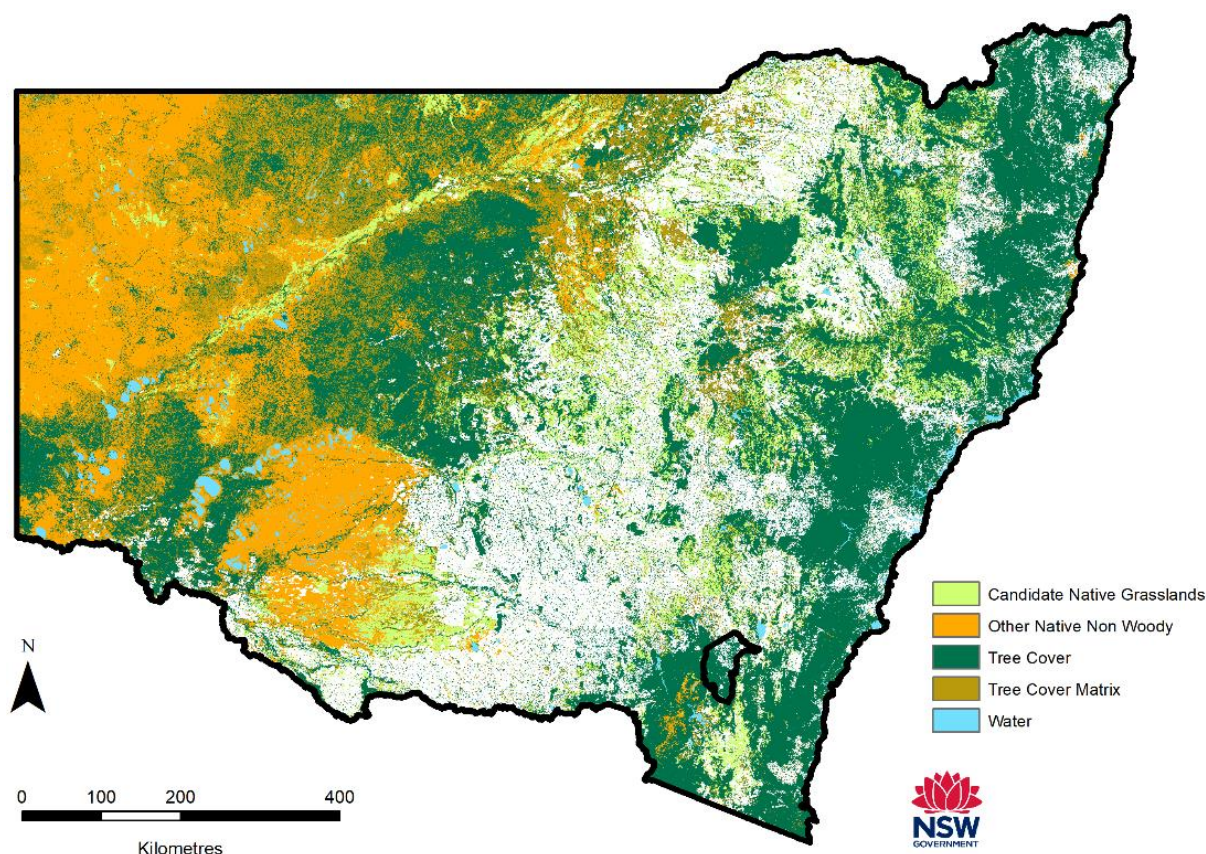 Candidate Native Grasslands
Other Native Non Woody
Tree Cover
Tree Cover Matrix
Water
N
0 100 200 400
Kilometres
NSW
GOVERNMENT